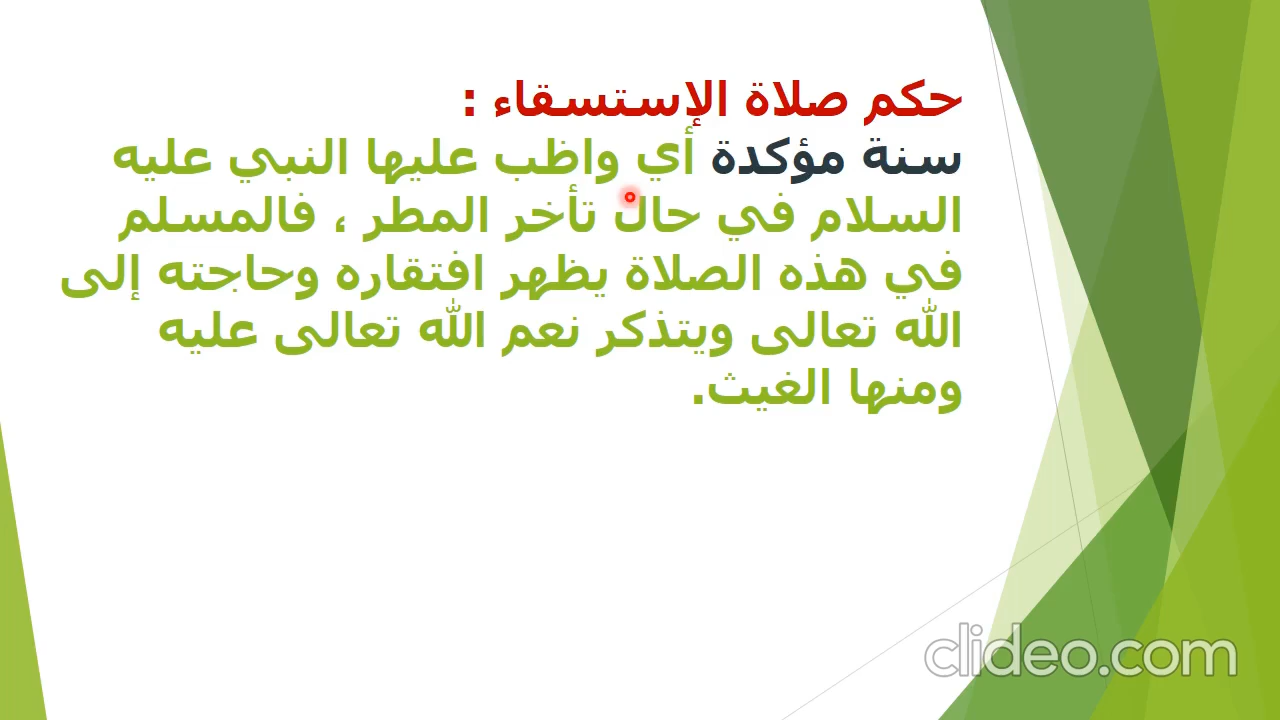 حكم صلاة الإستسقاء :
سنة مؤكدة أي واظب عليها النبي عليه
السلام في حال تأخر المطر ، فالمسلم
في هذه الصلاة يظهر افتقاره وحاجته إلى
الله تعالى ويتذكر نعم الله تعالى عليه
ومنها الغيث.
clideo.com